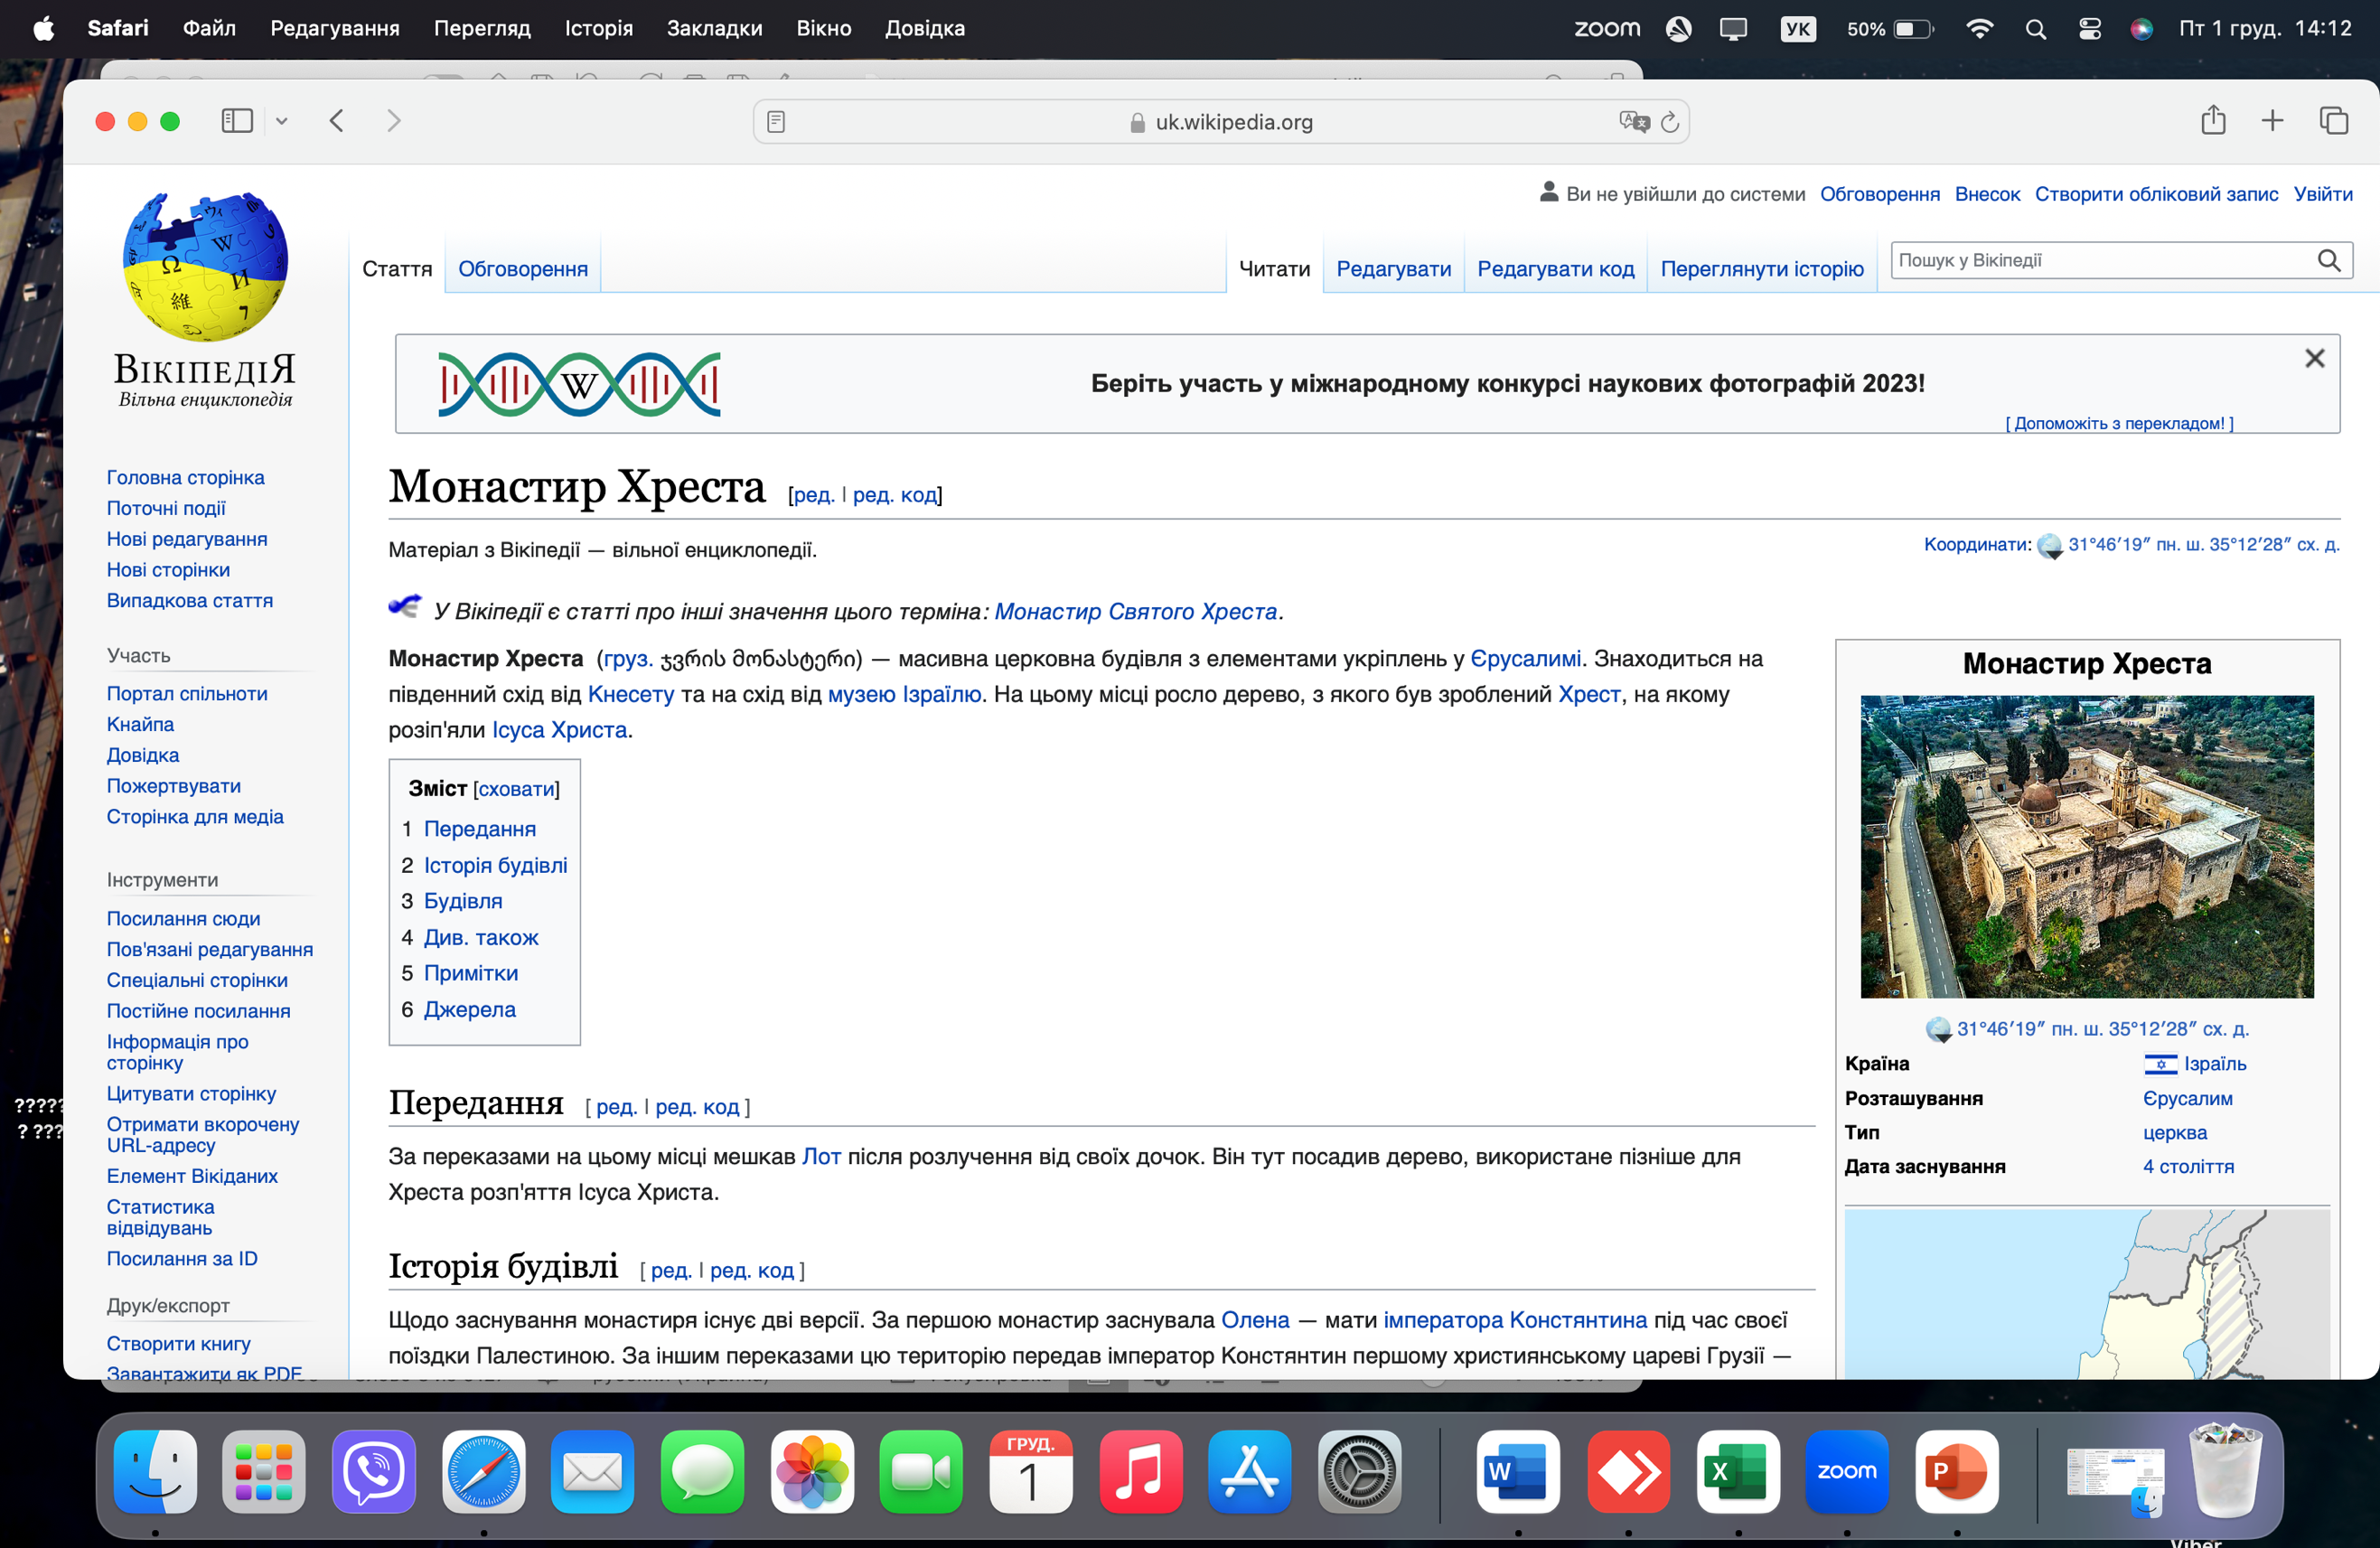 Safari Файл Редагування Перегляд Історія Закладки Вікно Довідка
zoom УК 50% Пт 1 груд. 14:12
uk.wikipedia.org
Ви не увійшли до системи Обговорення Внесок Створити обліковий запис Увійти
Стаття Обговорення Читати Редагувати Редагувати код Переглянути історію Пошук у Вікіпедії
ВІКІПЕДІЯ
Вільна енциклопедія
Головна сторінка
Поточні події
Нові редагування
Нові сторінки
Випадкова стаття
Участь
Портал спільноти
Кнайпа
Довідка
Пожертвувати
Сторінка для медіа
Інструменти
Посилання сюди
Пов'язані редагування
Спеціальні сторінки
Постійне посилання
Інформація про
сторінку
Цитувати сторінку
Отримати вкорочену
URL-адресу
Елемент Вікіданих
Статистика
відвідувань
Посилання за ID
Друк/експорт
Створити книгу
Завантажити як PDF
W
Беріть участь у міжнародному конкурсі наукових фотографій 2023!
[ Допоможіть з перекладом! ]
Монастир Хреста [ред. | ред. код]
Матеріал з Вікіпедії — вільної енциклопедії.
Координати: 31°46′19″ пн. ш. 35°12′28″ сх. д.
У Вікіпедії є статті про інші значення цього терміна: Монастир Святого Хреста.
Монастир Хреста (груз. ჯვრის მონასტერი) — масивна церковна будівля з елементами укріплень у Єрусалимі. Знаходиться на
південний схід від Кнесету та на схід від музею Ізраїлю. На цьому місці росло дерево, з якого був зроблений Хрест, на якому
розіп'яли Ісуса Христа.
Зміст [сховати]
1 Передання
2 Історія будівлі
3 Будівля
4 Див. також
5 Примітки
6 Джерела
Передання [ ред. | ред. код ]
За переказами на цьому місці мешкав Лот після розлучення від своїх дочок. Він тут посадив дерево, використане пізніше для
Хреста розп'яття Ісуса Христа.
Історія будівлі [ ред. | ред. код ]
Щодо заснування монастиря існує дві версії. За першою монастир заснувала Олена — мати імператора Констянтина під час своєї
поїздки Палестиною. За іншим переказами цю територію передав імператор Констянтин першому християнському цареві Грузії —
Монастир Хреста
31°46′19″ пн. ш. 35°12′28″ сх. д.
Країна Ізраїль
Розташування Єрусалим
Тип церква
Дата заснування 4 століття
?????
? ???
ГРУД.
1
W
X
zoom
P
Viber